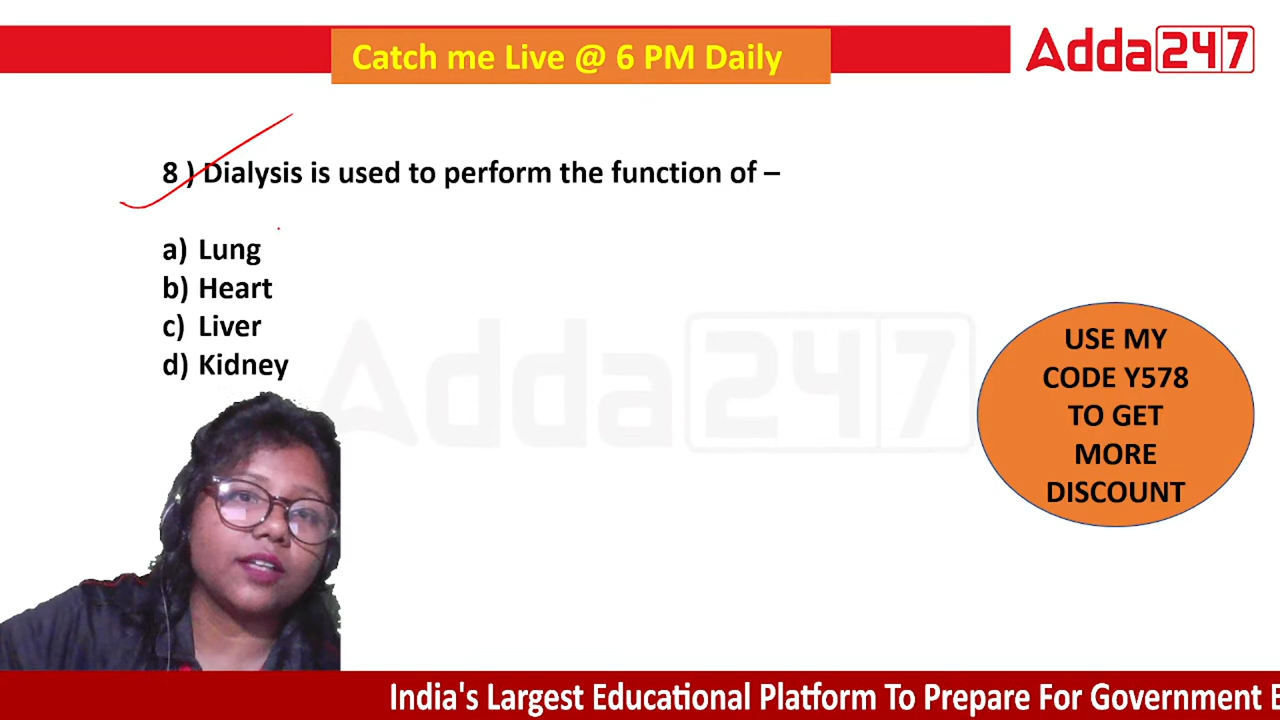 Catch me Live @ 6 PM Daily
Adda247
8 ) Dialysis is used to perform the function of –
a) Lung
b) Heart
c) Liver
d) Kidney
Adda247
USE MY
CODE Y578
TO GET
MORE
DISCOUNT
India's Largest Educational Platform To Prepare For Government E